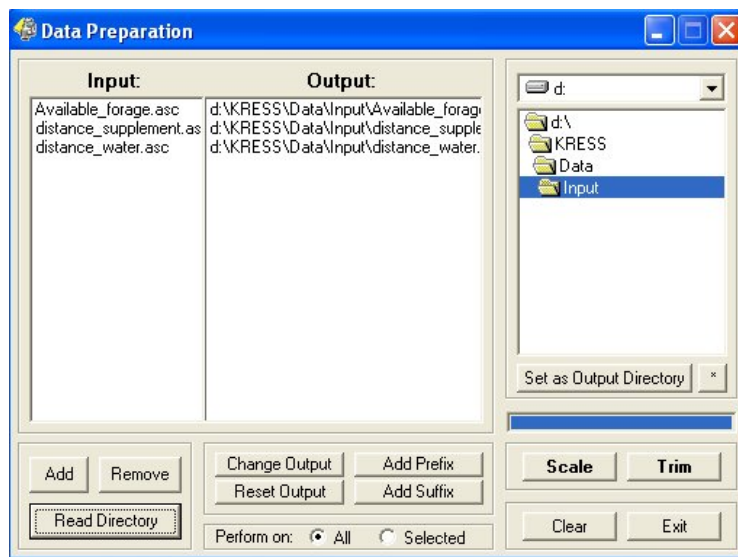 Data Preparation
Input:
Output:
Available_forage.asc
distance_supplement.as
distance_water.asc
d:\KRESS\Data\Input\Available_forag
d:\KRESS\Data\Input\distance_supple
d:\KRESS\Data\Input\distance_water.
d:
d:\
KRESS
Data
Input
Set as Output Directory
*
Add
Remove
Read Directory
Change Output
Add Prefix
Reset Output
Add Suffix
Perform on:
All
Selected
Scale
Trim
Clear
Exit